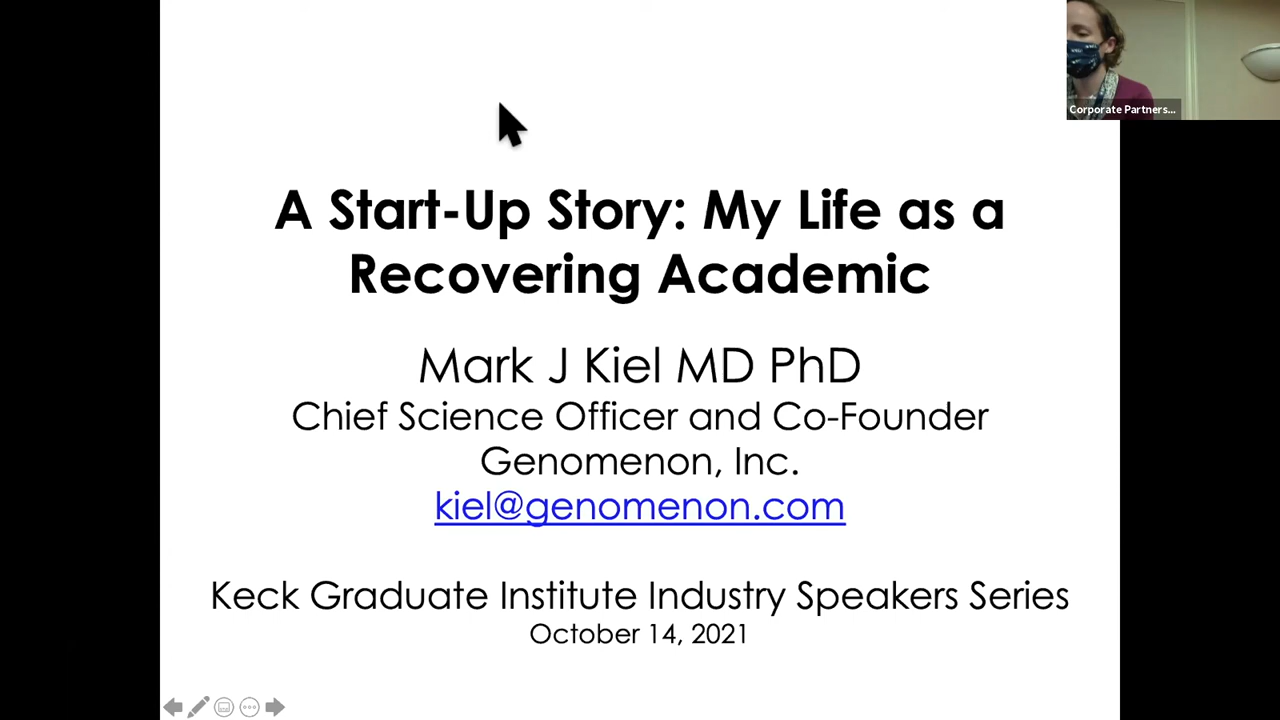 Corporate Partners...
A Start-Up Story: My Life as a
Recovering Academic
Mark J Kiel MD PhD
Chief Science Officer and Co-Founder
Genomenon, Inc.
kiel@genomenon.com
Keck Graduate Institute Industry Speakers Series
October 14, 2021